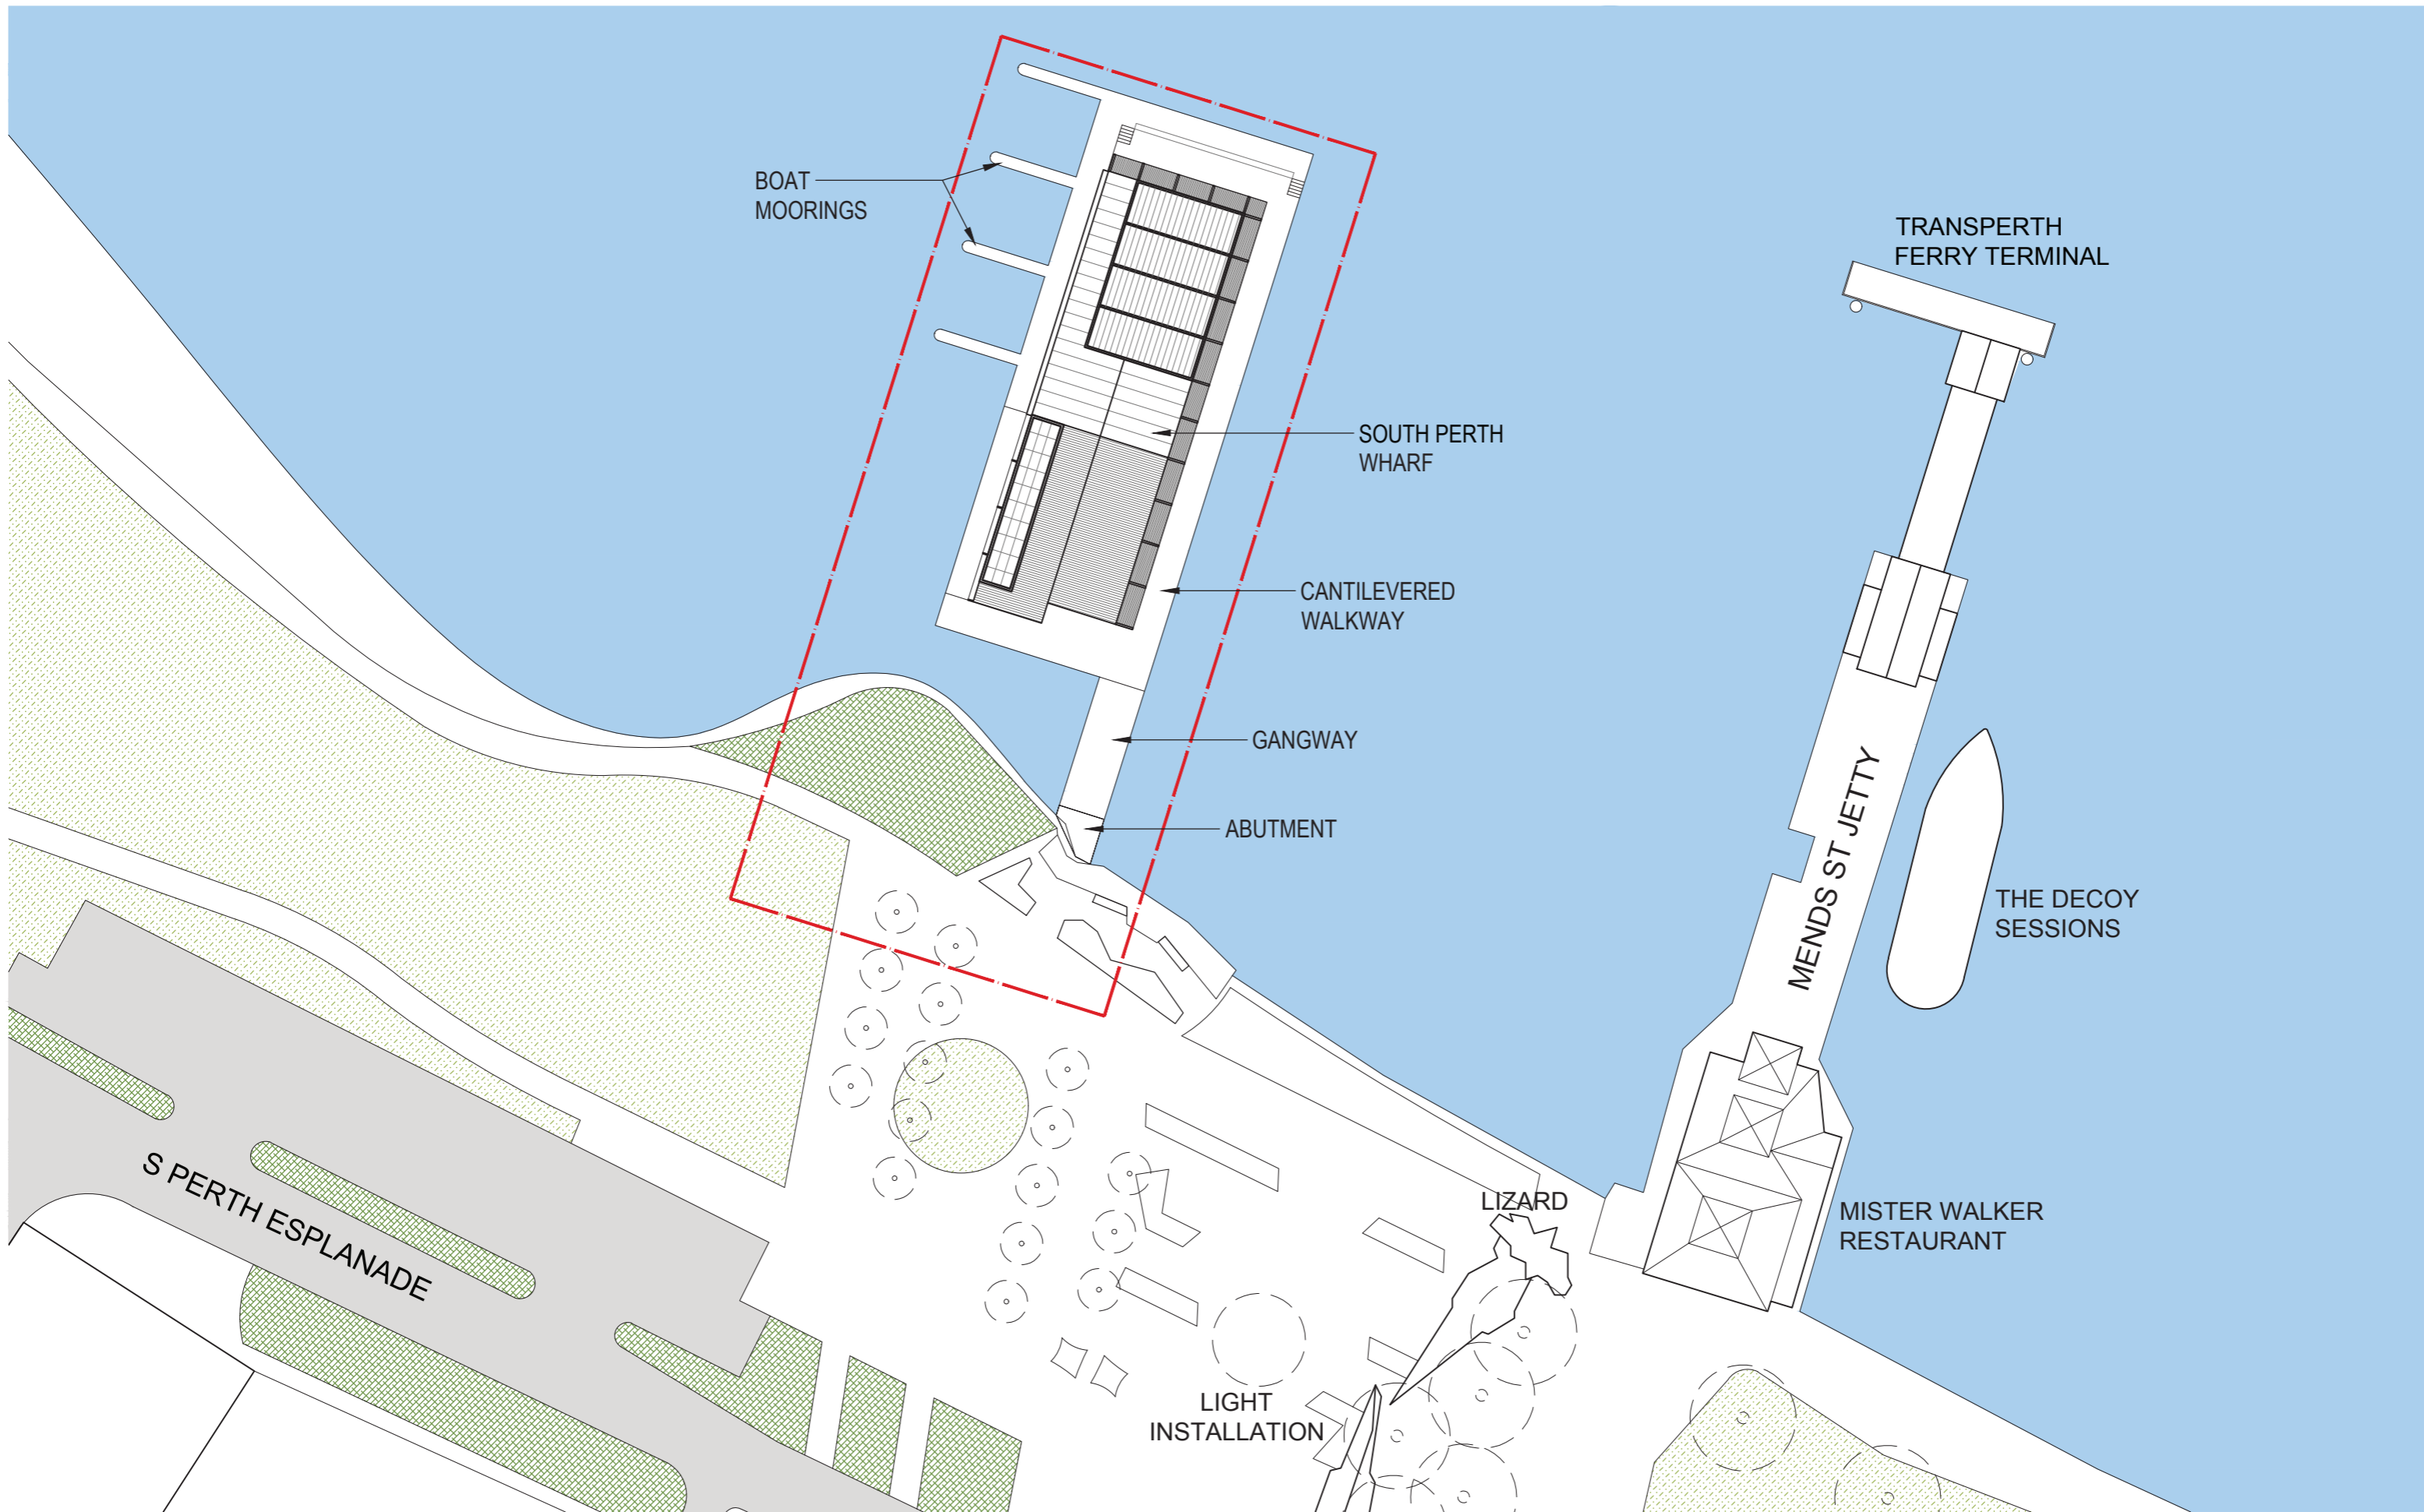 BOAT
MOORINGS
TRANSPERTH
FERRY TERMINAL
SOUTH PERTH
WHARF
CANTILEVERED
WALKWAY
GANGWAY
ABUTMENT
MENDS ST JETTY
THE DECOY
SESSIONS
S PERTH ESPLANADE
LIZARD
MISTER WALKER
RESTAURANT
LIGHT
INSTALLATION